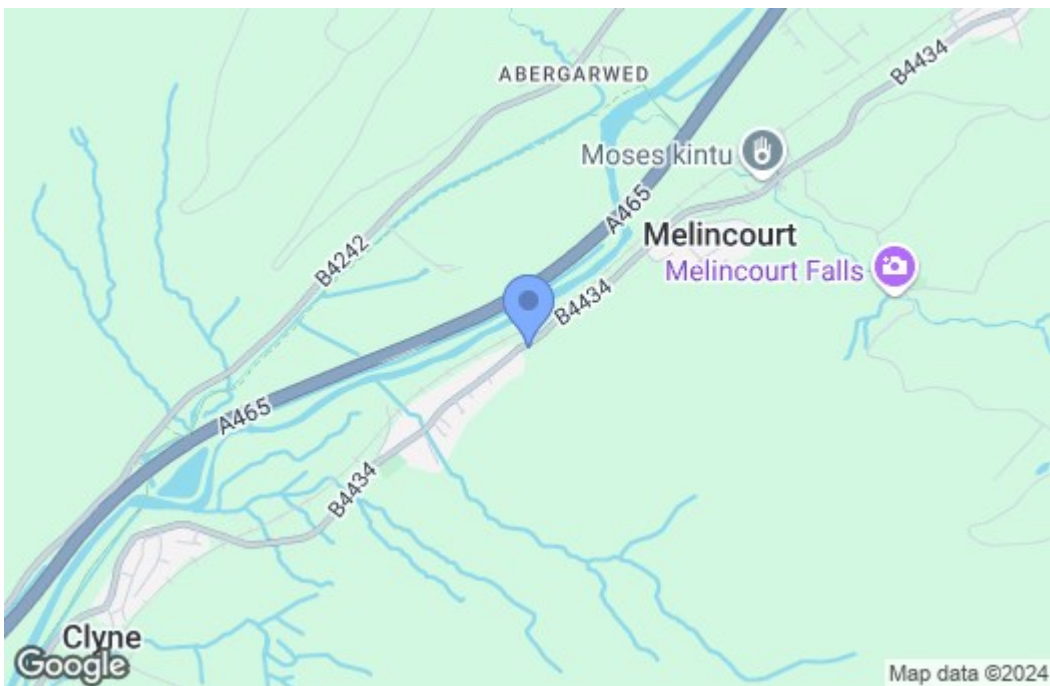 ABERGARWED
B4434
Moses kintu
A465
Melincourt
B4242
Melincourt Falls
B4434
A465
B4434
Clyne
Google
Map data ©2024